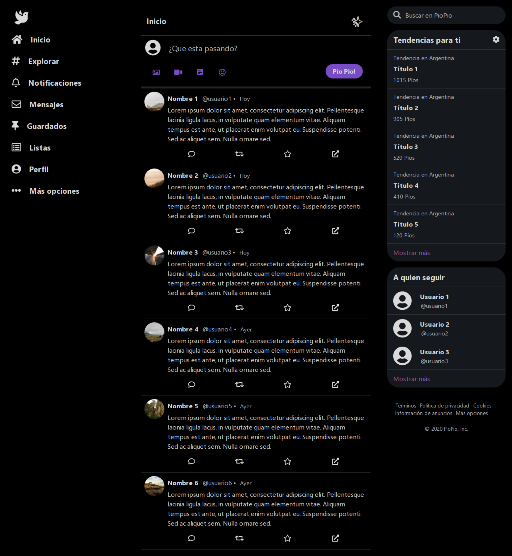 Inicio
Explorar
Notificaciones
Mensajes
Guardados
Listas
Perfil
Más opciones
Inicio
¿Que esta pasando?
Pio Pio!
Nombre 1 @usuario1 • Hoy
Lorem ipsum dolor sit amet, consectetur adipiscing elit. Pellentesque
lacinia ligula lacus, in vulputate quam elementum vitae. Aliquam
tempus est ante, ut placerat enim volutpat eu. Suspendisse potenti.
Sed ac aliquet sem. Nulla ornare sed.
Nombre 2 @usuario2 • Hoy
Lorem ipsum dolor sit amet, consectetur adipiscing elit. Pellentesque
lacinia ligula lacus, in vulputate quam elementum vitae. Aliquam
tempus est ante, ut placerat enim volutpat eu. Suspendisse potenti.
Sed ac aliquet sem. Nulla ornare sed.
Nombre 3 @usuario3 • Hoy
Lorem ipsum dolor sit amet, consectetur adipiscing elit. Pellentesque
lacinia ligula lacus, in vulputate quam elementum vitae. Aliquam
tempus est ante, ut placerat enim volutpat eu. Suspendisse potenti.
Sed ac aliquet sem. Nulla ornare sed.
Nombre 4 @usuario4 • Ayer
Lorem ipsum dolor sit amet, consectetur adipiscing elit. Pellentesque
lacinia ligula lacus, in vulputate quam elementum vitae. Aliquam
tempus est ante, ut placerat enim volutpat eu. Suspendisse potenti.
Sed ac aliquet sem. Nulla ornare sed.
Nombre 5 @usuario5 • Ayer
Lorem ipsum dolor sit amet, consectetur adipiscing elit. Pellentesque
lacinia ligula lacus, in vulputate quam elementum vitae. Aliquam
tempus est ante, ut placerat enim volutpat eu. Suspendisse potenti.
Sed ac aliquet sem. Nulla ornare sed.
Nombre 6 @usuario6 • Ayer
Lorem ipsum dolor sit amet, consectetur adipiscing elit. Pellentesque
lacinia ligula lacus, in vulputate quam elementum vitae. Aliquam
tempus est ante, ut placerat enim volutpat eu. Suspendisse potenti.
Sed ac aliquet sem. Nulla ornare sed.
Buscar en PioPio
Tendencias para ti
Tendencia en Argentina
Titulo 1
1015 Pios
Tendencia en Argentina
Titulo 2
905 Pios
Tendencia en Argentina
Titulo 3
520 Pios
Tendencia en Argentina
Titulo 4
410 Pios
Tendencia en Argentina
Titulo 5
120 Pios
Mostrar más
A quien seguir
Usuario 1
@usuario1
Usuario 2
@usuario2
Usuario 3
@usuario3
Mostrar más
Terminos Política de privacidad Cookies
Información de anuncios Más opciones
© 2020 PioPio, Inc.